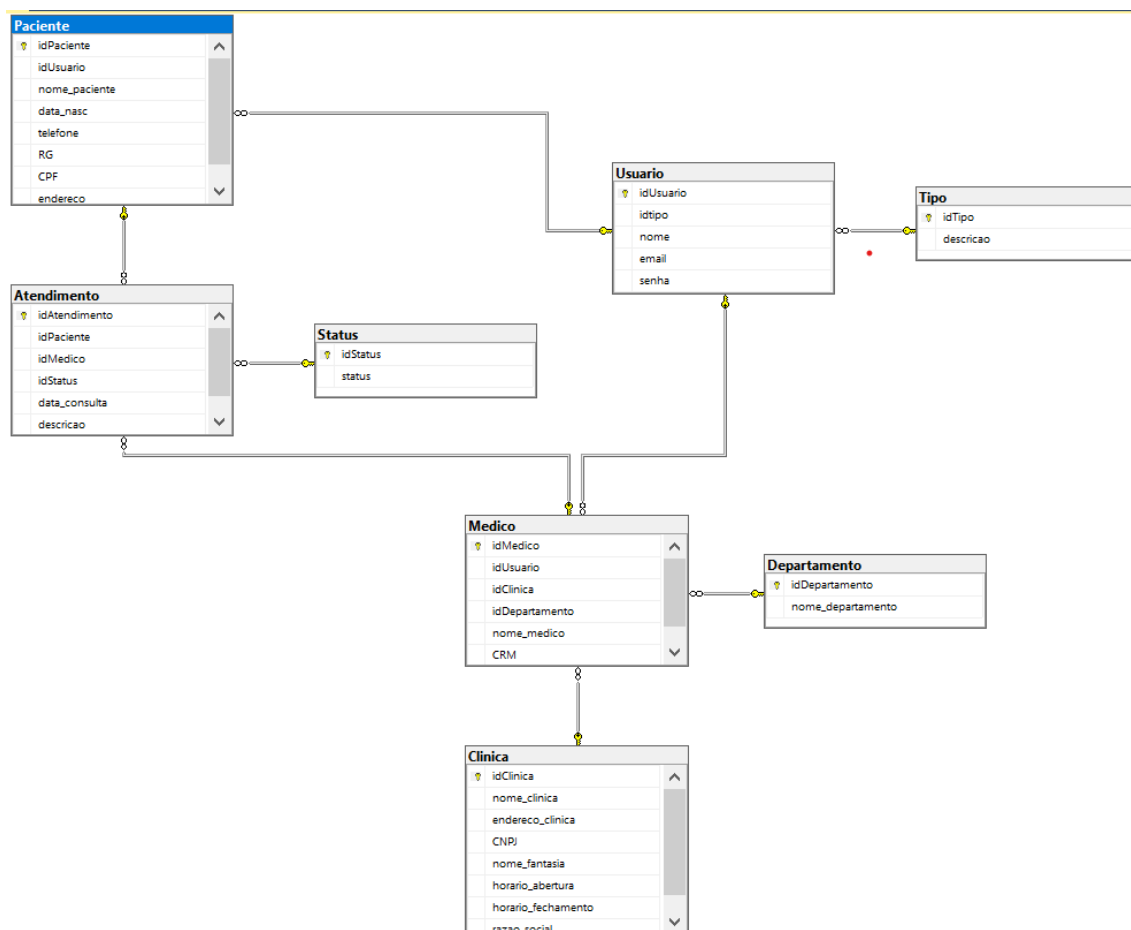 Paciente
idPaciente
idUsuario
nome_paciente
data_nasc
telefone
RG
CPF
endereco
Usuario
idUsuario
idtipo
nome
email
senha
Tipo
idTipo
descricao
Atendimento
idAtendimento
idPaciente
idMedico
idStatus
data_consulta
descricao
Status
idStatus
status
Medico
idMedico
idUsuario
idClinica
idDepartamento
nome_medico
CRM
Departamento
idDepartamento
nome_departamento
Clinica
idClinica
nome_clinica
endereco_clinica
CNPJ
nome_fantasia
horario_abertura
horario_fechamento
razao_social